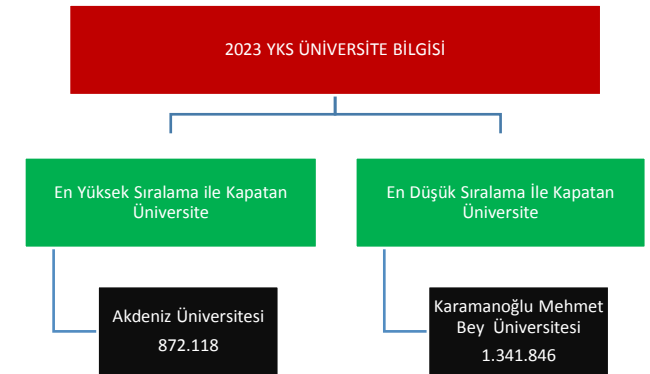 2023 YKS ÜNİVERSİTE BİLGİSİ
En Yüksek Sıralama ile Kapatan
Üniversite
En Düşük Sıralama İle Kapatan
Üniversite
Akdeniz Üniversitesi
872.118
Karamanoğlu Mehmet
Bey Üniversitesi
1.341.846